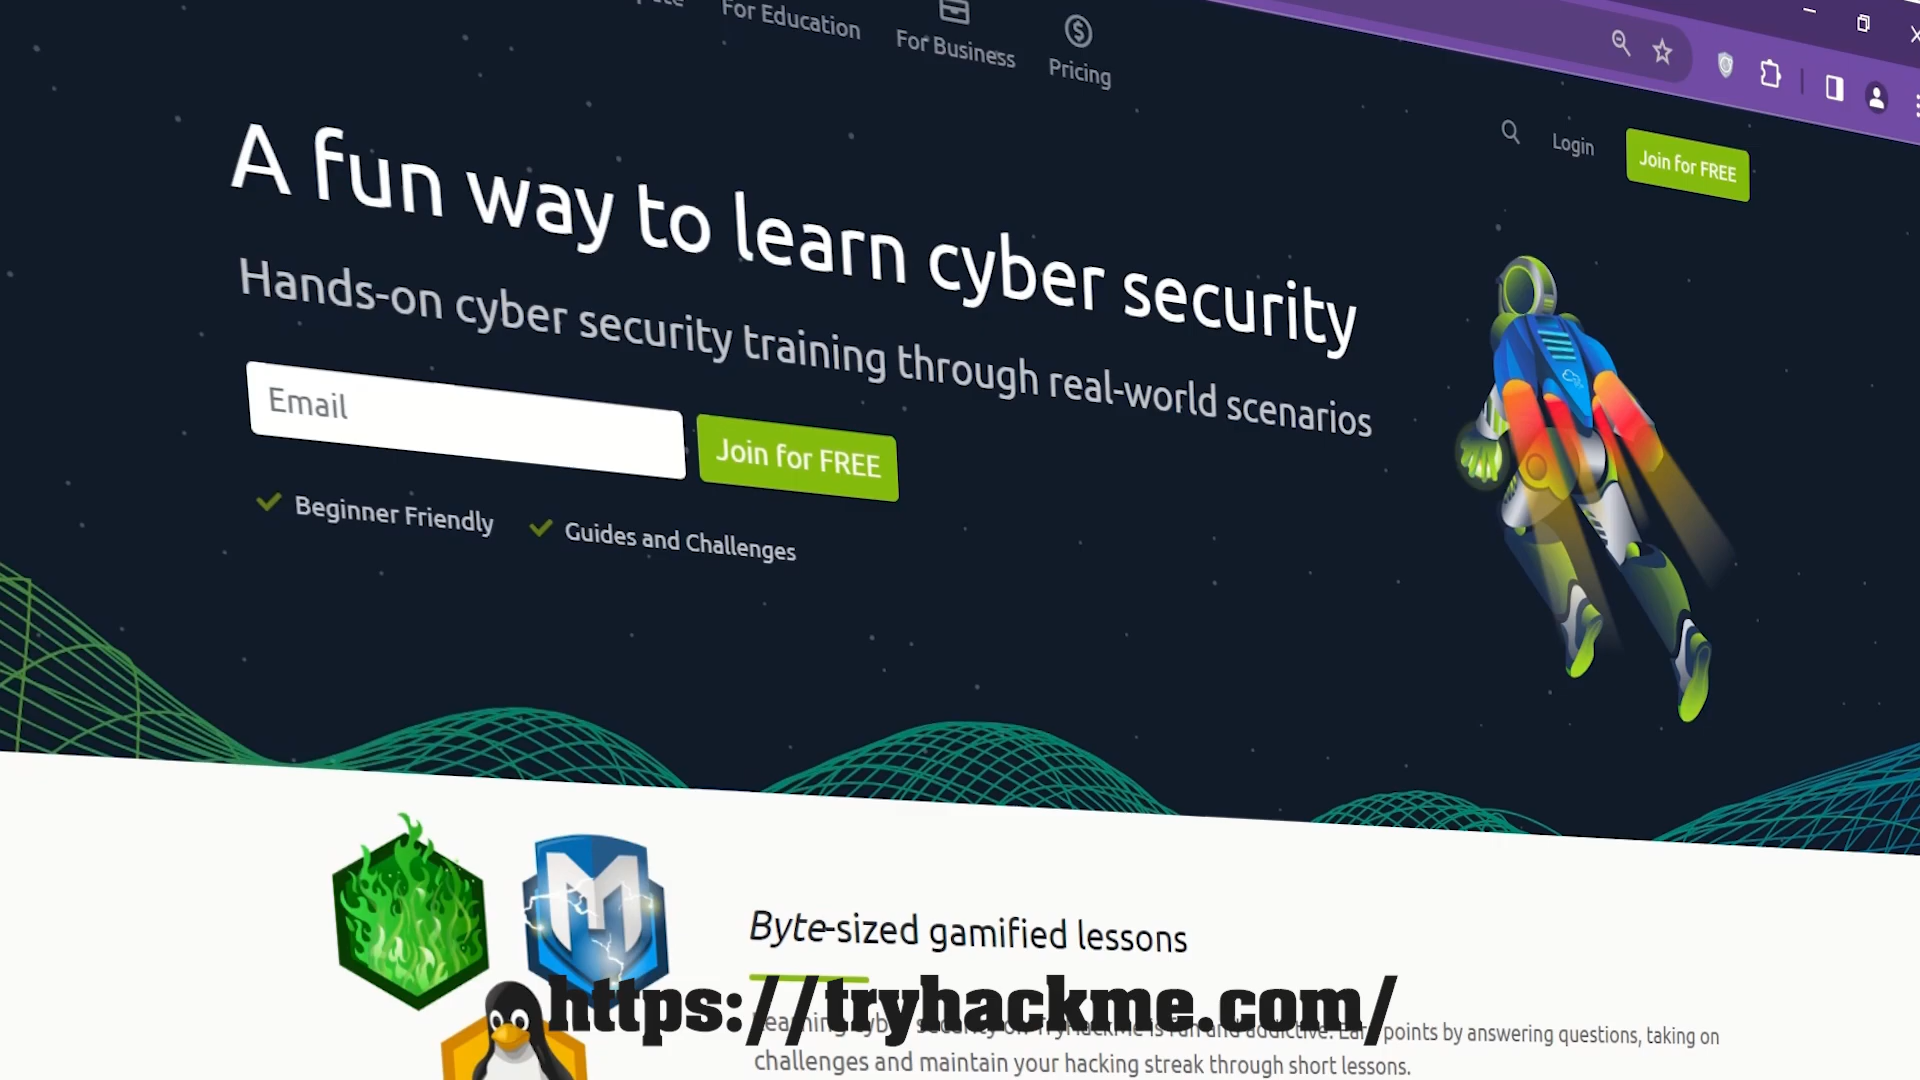 For Education
For Business
Pricing
Login
Join for FREE
A fun way to learn cyber security
Hands-on cyber security training through real-world scenarios
Email
Join for FREE
Beginner Friendly
Guides and Challenges
M
Byte-sized gamified lessons
https://tryhackme.com/
Learning cyber security on TryHackMe is fun and addictive. Earn points by answering questions, taking on
challenges and maintain your hacking streak through short lessons.